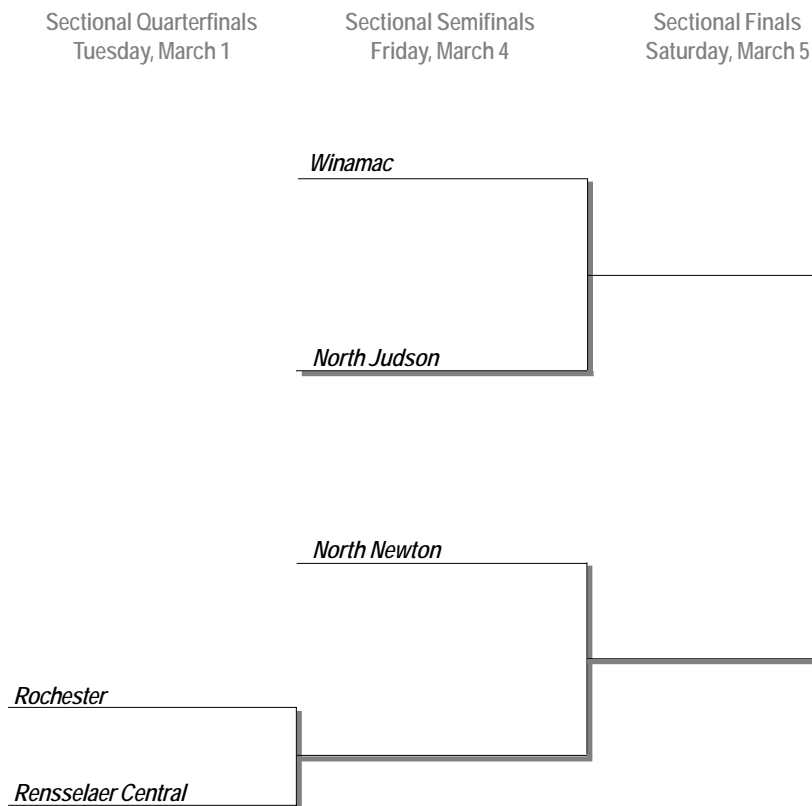 Sectional Quarterfinals
Tuesday, March 1
Sectional Semifinals
Friday, March 4
Sectional Finals
Saturday, March 5
Winamac
North Judson
North Newton
Rochester
Rensselaer Central